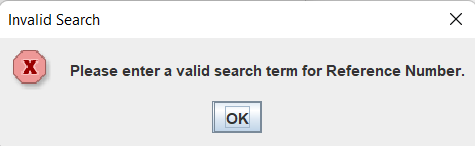 Invalid Search
Please enter a valid search term for Reference Number.
OK